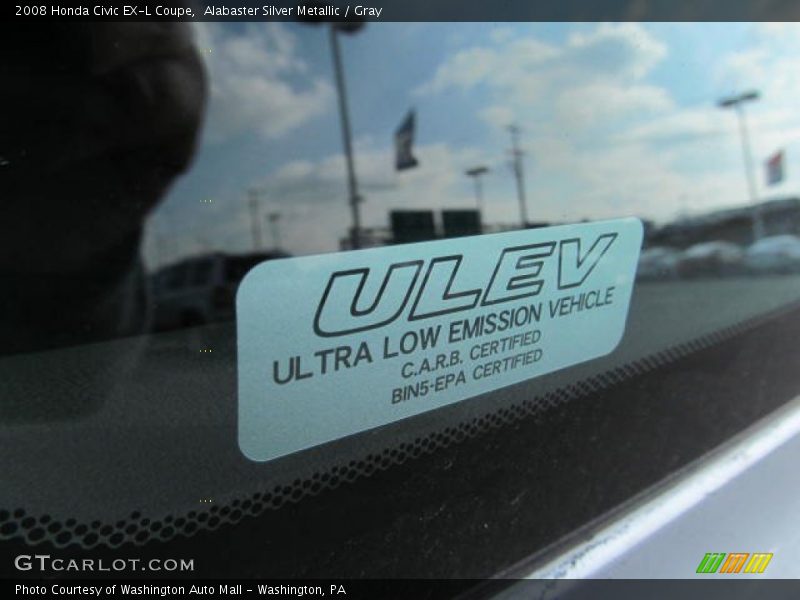 2008 Honda Civic EX-L Coupe,  Alabaster Silver Metallic / Gray
ULEV
ULTRA LOW EMISSION VEHICLE
C.A.R.B. CERTIFIED
BIN5-EPA CERTIFIED
GTCARLOT.COM
Photo Courtesy of Washington Auto Mall - Washington, PA